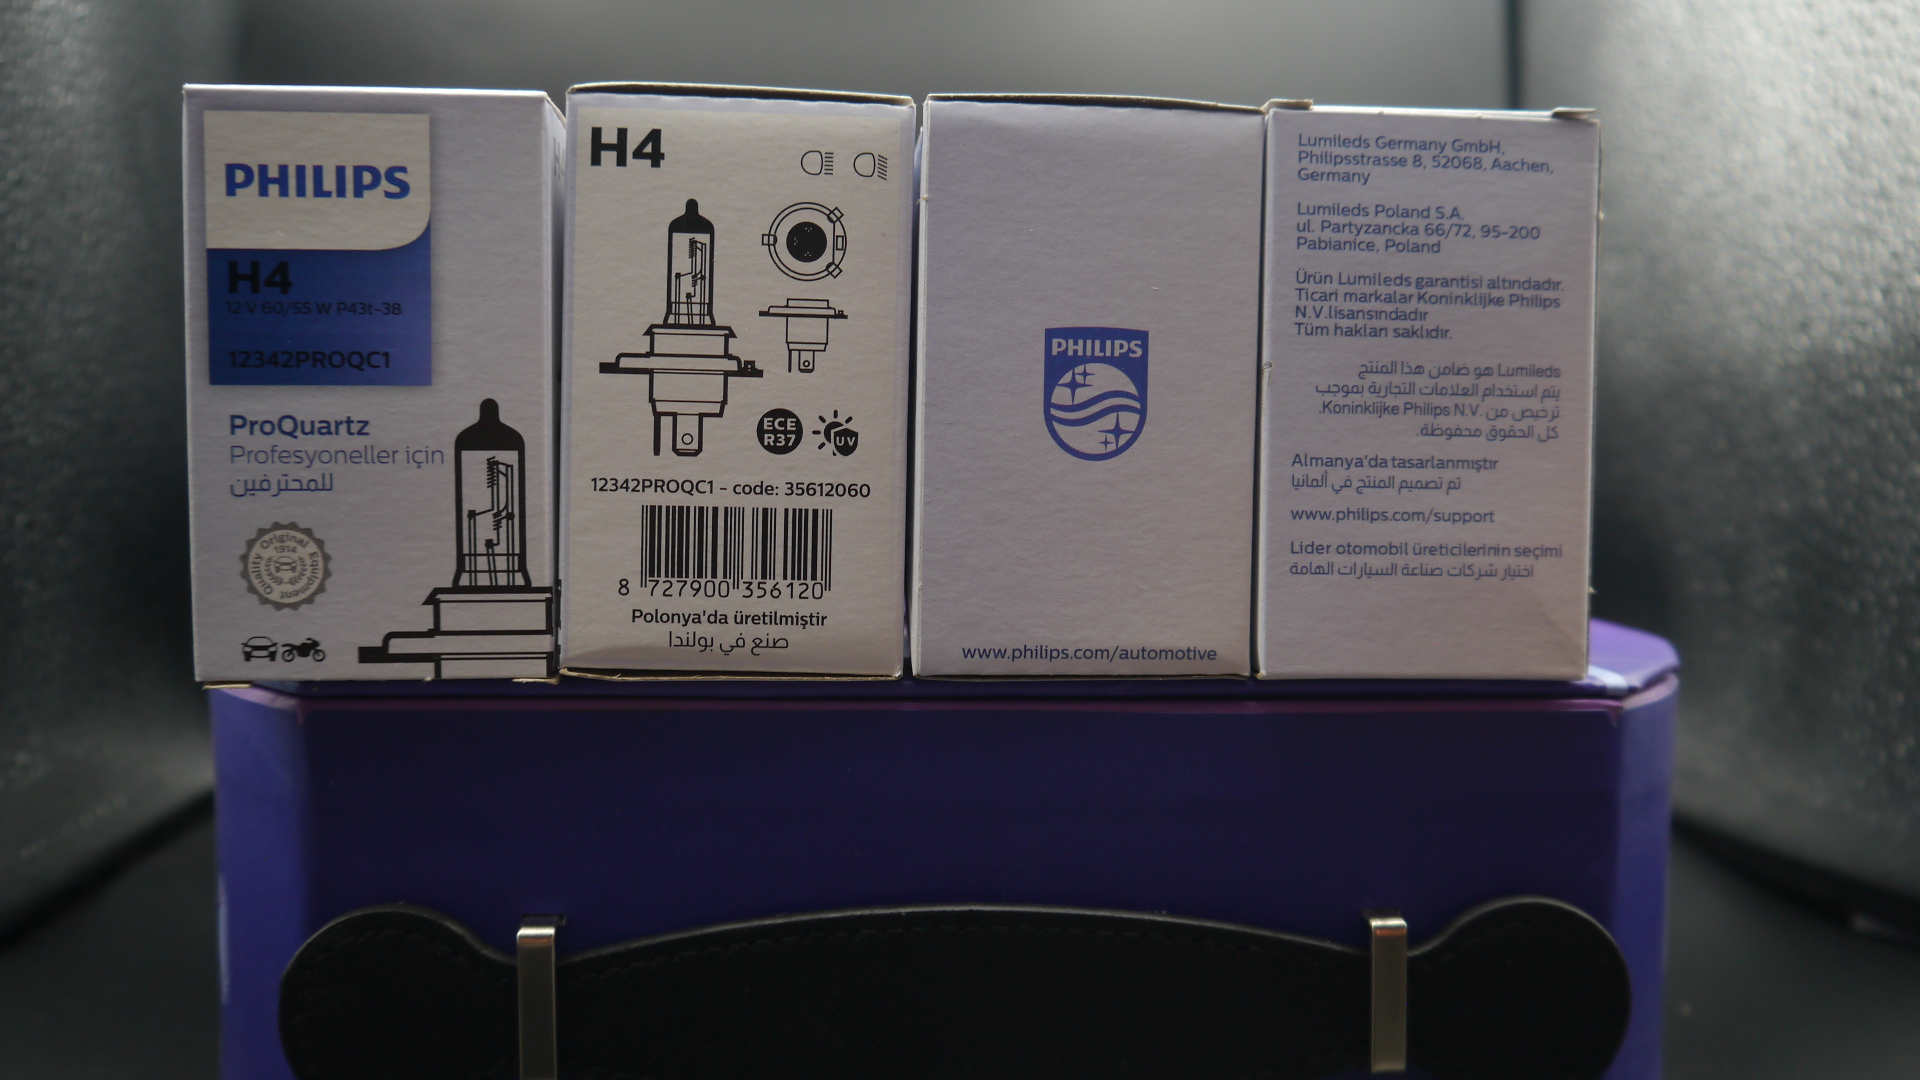 PHILIPS
H4
12 V 60/55 W P43t-38
12342PROQC1
ProQuartz
Profesyoneller için
للمحترفين
Original Equipment Quality
1914
H4
ECE
R37
UV
12342PROQC1 - code: 35612060
8 727900 356120
Polonya'da üretilmiştir
صنع في بولندا
PHILIPS
www.philips.com/automotive
Lumileds Germany GmbH,
Philipsstrasse 8, 52068, Aachen,
Germany
Lumileds Poland S.A.
ul. Partyzancka 66/72, 95-200
Pabianice, Poland
Ürün Lumileds garantisi altındadır.
Ticari markalar Koninklijke Philips
N.V.lisansındadır
Tüm hakları saklıdır.
Lumileds هو ضامن هذا المنتج
يتم استخدام العلامات التجارية بموجب
ترخيص من Koninklijke Philips N.V.
كل الحقوق محفوظة.
Almanya'da tasarlanmıştır
تم تصميم المنتج في ألمانيا
www.philips.com/support
Lider otomobil üreticilerinin seçimi
اختيار شركات صناعة السيارات الهامة